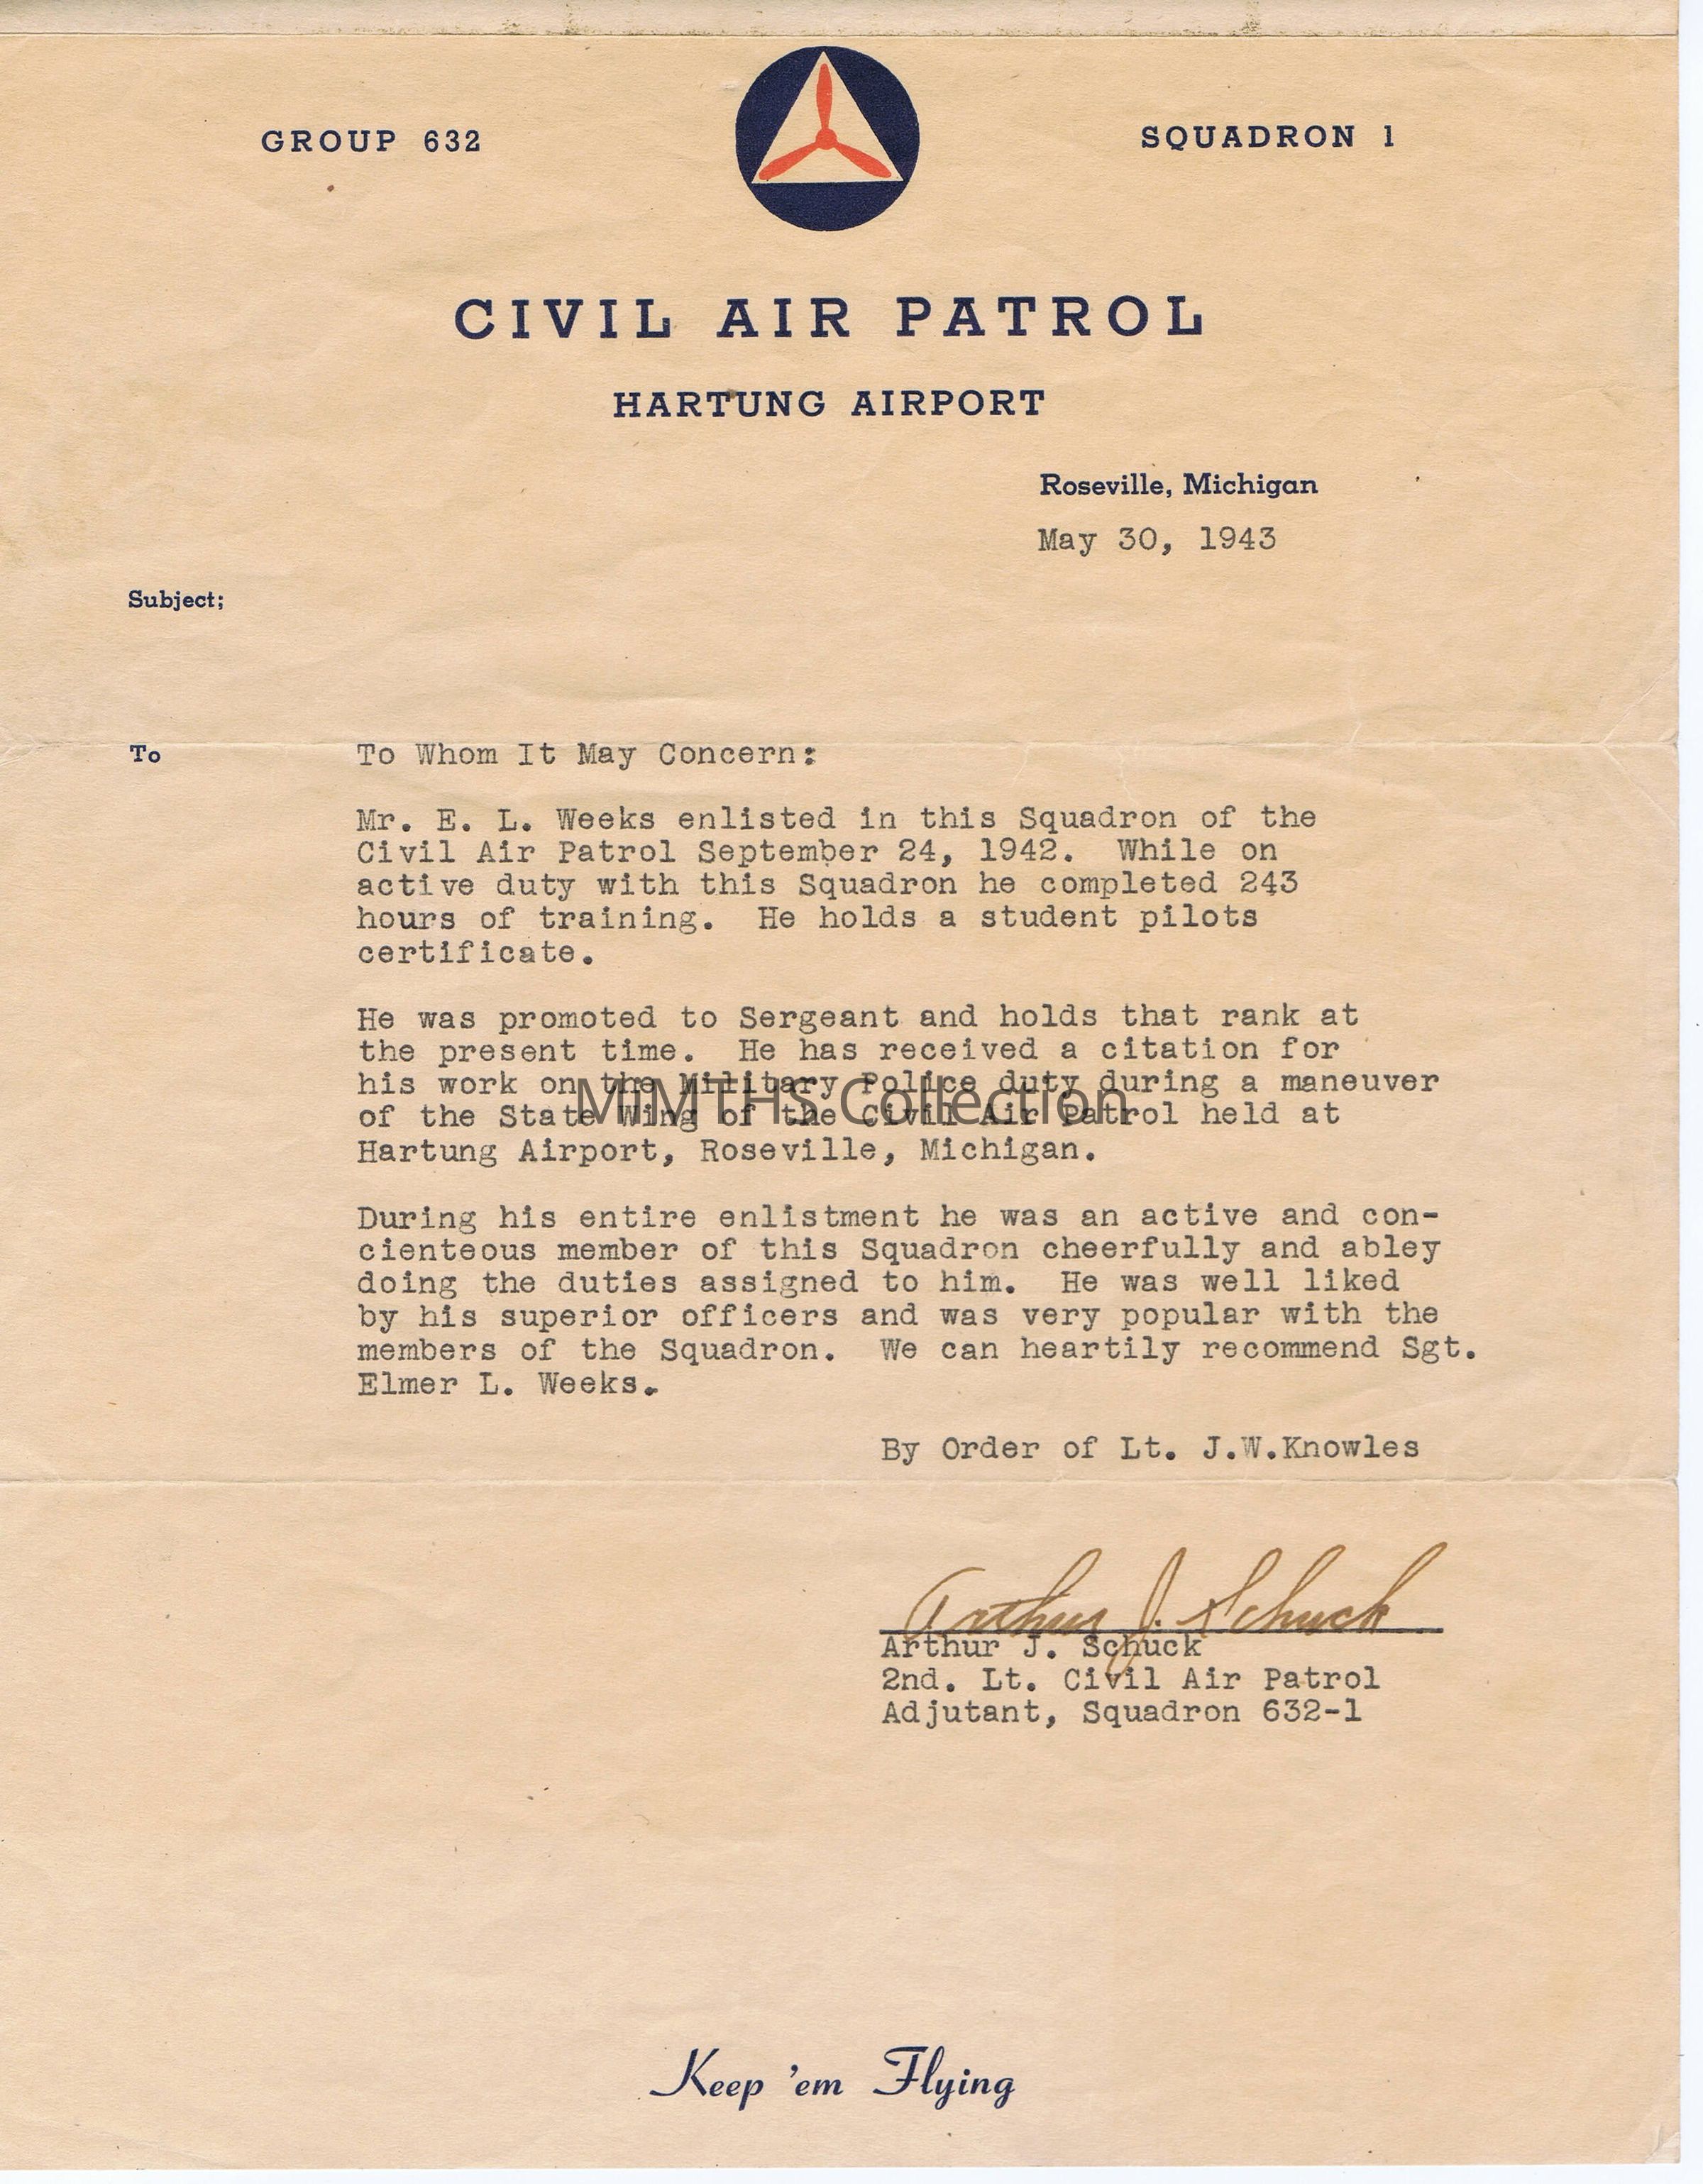 GROUP 632
SQUADRON 1
CIVIL AIR PATROL
HARTUNG AIRPORT
Roseville, Michigan
May 30, 1943
Subject;
To To Whom It May Concern:
Mr. E. L. Weeks enlisted in this Squadron of the
Civil Air Patrol September 24, 1942. While on
active duty with this Squadron he completed 243
hours of training. He holds a student pilots
certificate.
He was promoted to Sergeant and holds that rank at
the present time. He has received a citation for
his work on the Military Police duty during a maneuver
MiMTHS Collection
of the State Wing of the Civil Air Patrol held at
Hartung Airport, Roseville, Michigan.
During his entire enlistment he was an active and con-
cienteous member of this Squadron cheerfully and abley
doing the duties assigned to him. He was well liked
by his superior officers and was very popular with the
members of the Squadron. We can heartily recommend Sgt.
Elmer L. Weeks.
By Order of Lt. J.W.Knowles
Arthur J. Schuck
Arthur J. Schuck
2nd. Lt. Civil Air Patrol
Adjutant, Squadron 632-1
Keep 'em Flying